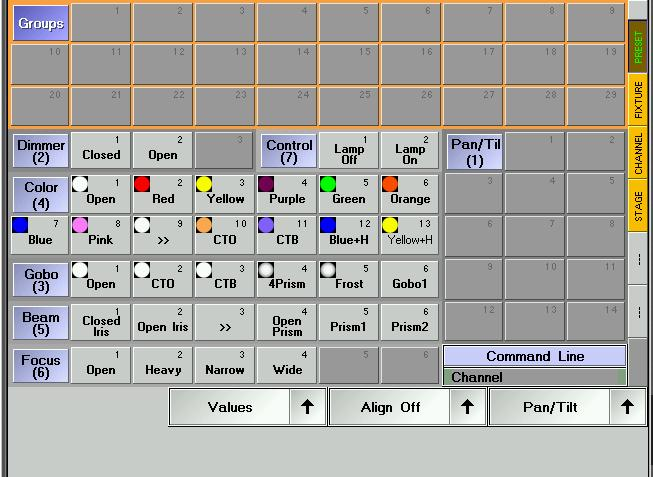 Groups 1 2 3 4 5 6 7 8 9
10 11 12 13 14 15 16 17 18 19
20 21 22 23 24 25 26 27 28 29
PRESET
FIXTURE
CHANNEL
STAGE
---
---
Dimmer (2) 1 Closed 2 Open 3
Control (7) 1 Lamp Off 2 Lamp On
Pan/Til (1) 1 2
3 4 5
6 7 8
9 10 11
12 13 14
Color (4) 1 Open 2 Red 3 Yellow 4 Purple 5 Green 6 Orange
7 Blue 8 Pink 9 >> 10 CTO 11 CTB 12 Blue+H 13 Yellow+H
Gobo (3) 1 Open 2 CTO 3 CTB 4 4Prism 5 Frost 6 Gobo1
Beam (5) 1 Closed Iris 2 Open Iris 3 >> 4 Open Prism 5 Prism1 6 Prism2
Focus (6) 1 Open 2 Heavy 3 Narrow 4 Wide 5 6
Command Line
Channel
Values
Align Off
Pan/Tilt